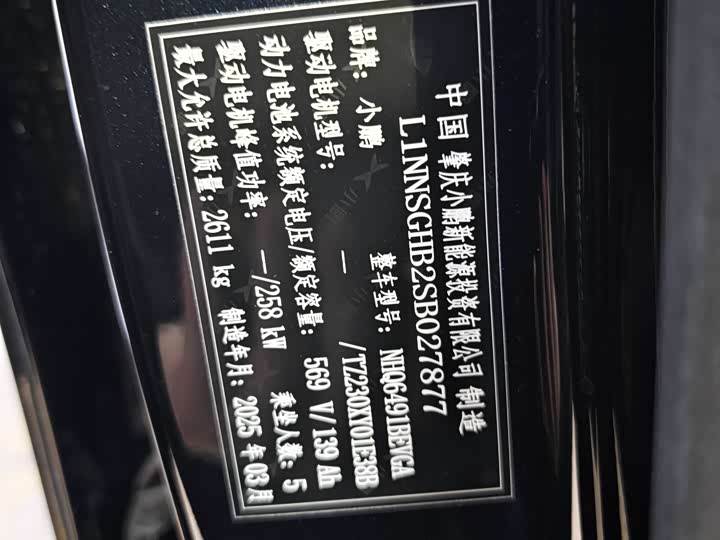 中国 肇庆小鹏新能源投资有限公司 制造
L1NNSGHB2SB027877
品牌：小鹏 整车型号：NHQ6491BEVGA
驱动电机型号： —/TZ230XY01E38B
动力电池系统额定电压/额定容量： 569 V/139 Ah
驱动电机峰值功率： —/258 kW 乘坐人数：5
最大允许总质量：2611 kg 制造年月：2025 年 03月